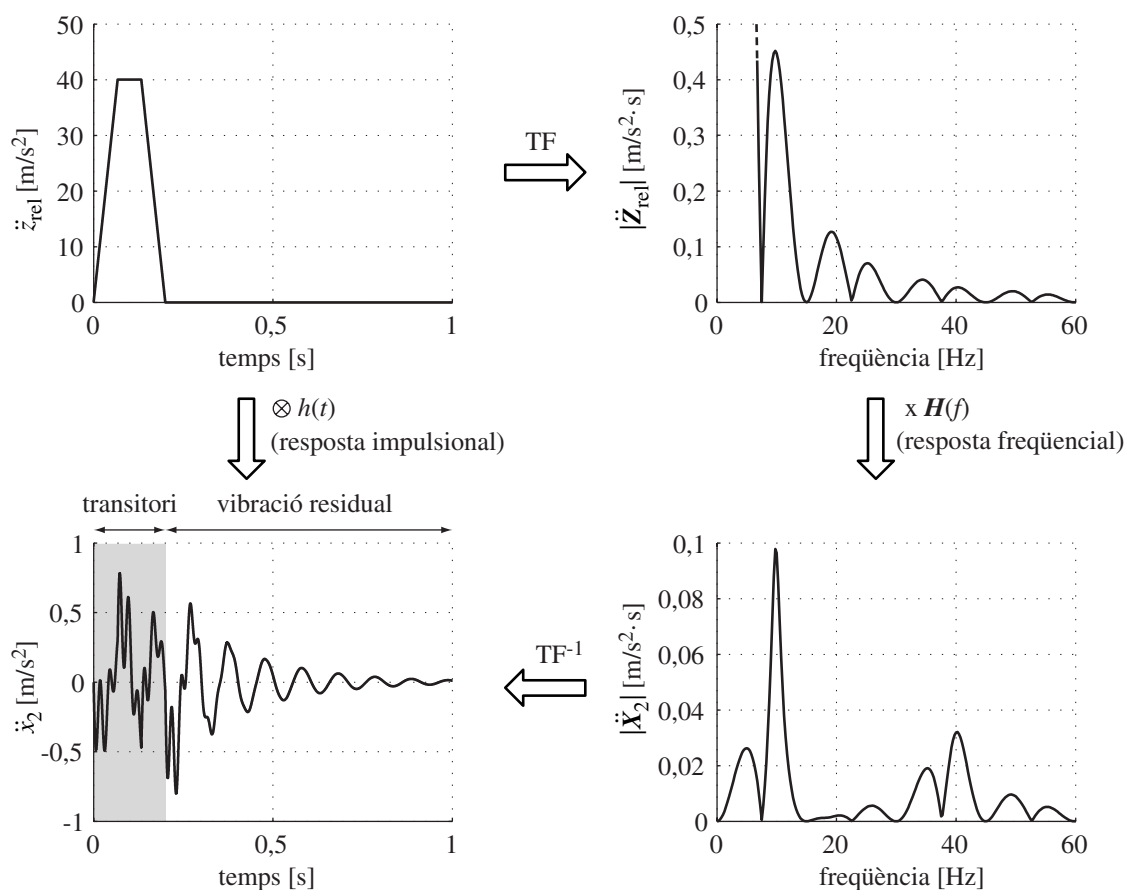 50
40
30
20
10
0
z̈rel [m/s²]
0
0,5
1
temps [s]
TF
0,5
0,4
0,3
0,2
0,1
0
|Z̈rel| [m/s²· s]
0
20
40
60
freqüència [Hz]
⊗ h(t)
(resposta impulsional)
x H(f)
(resposta freqüencial)
transitori
vibració residual
1
0,5
0
-0,5
-1
ẍ2 [m/s²]
0
0,5
1
temps [s]
TF-1
0,1
0,08
0,06
0,04
0,02
0
|Ẍ2| [m/s²· s]
0
20
40
60
freqüència [Hz]